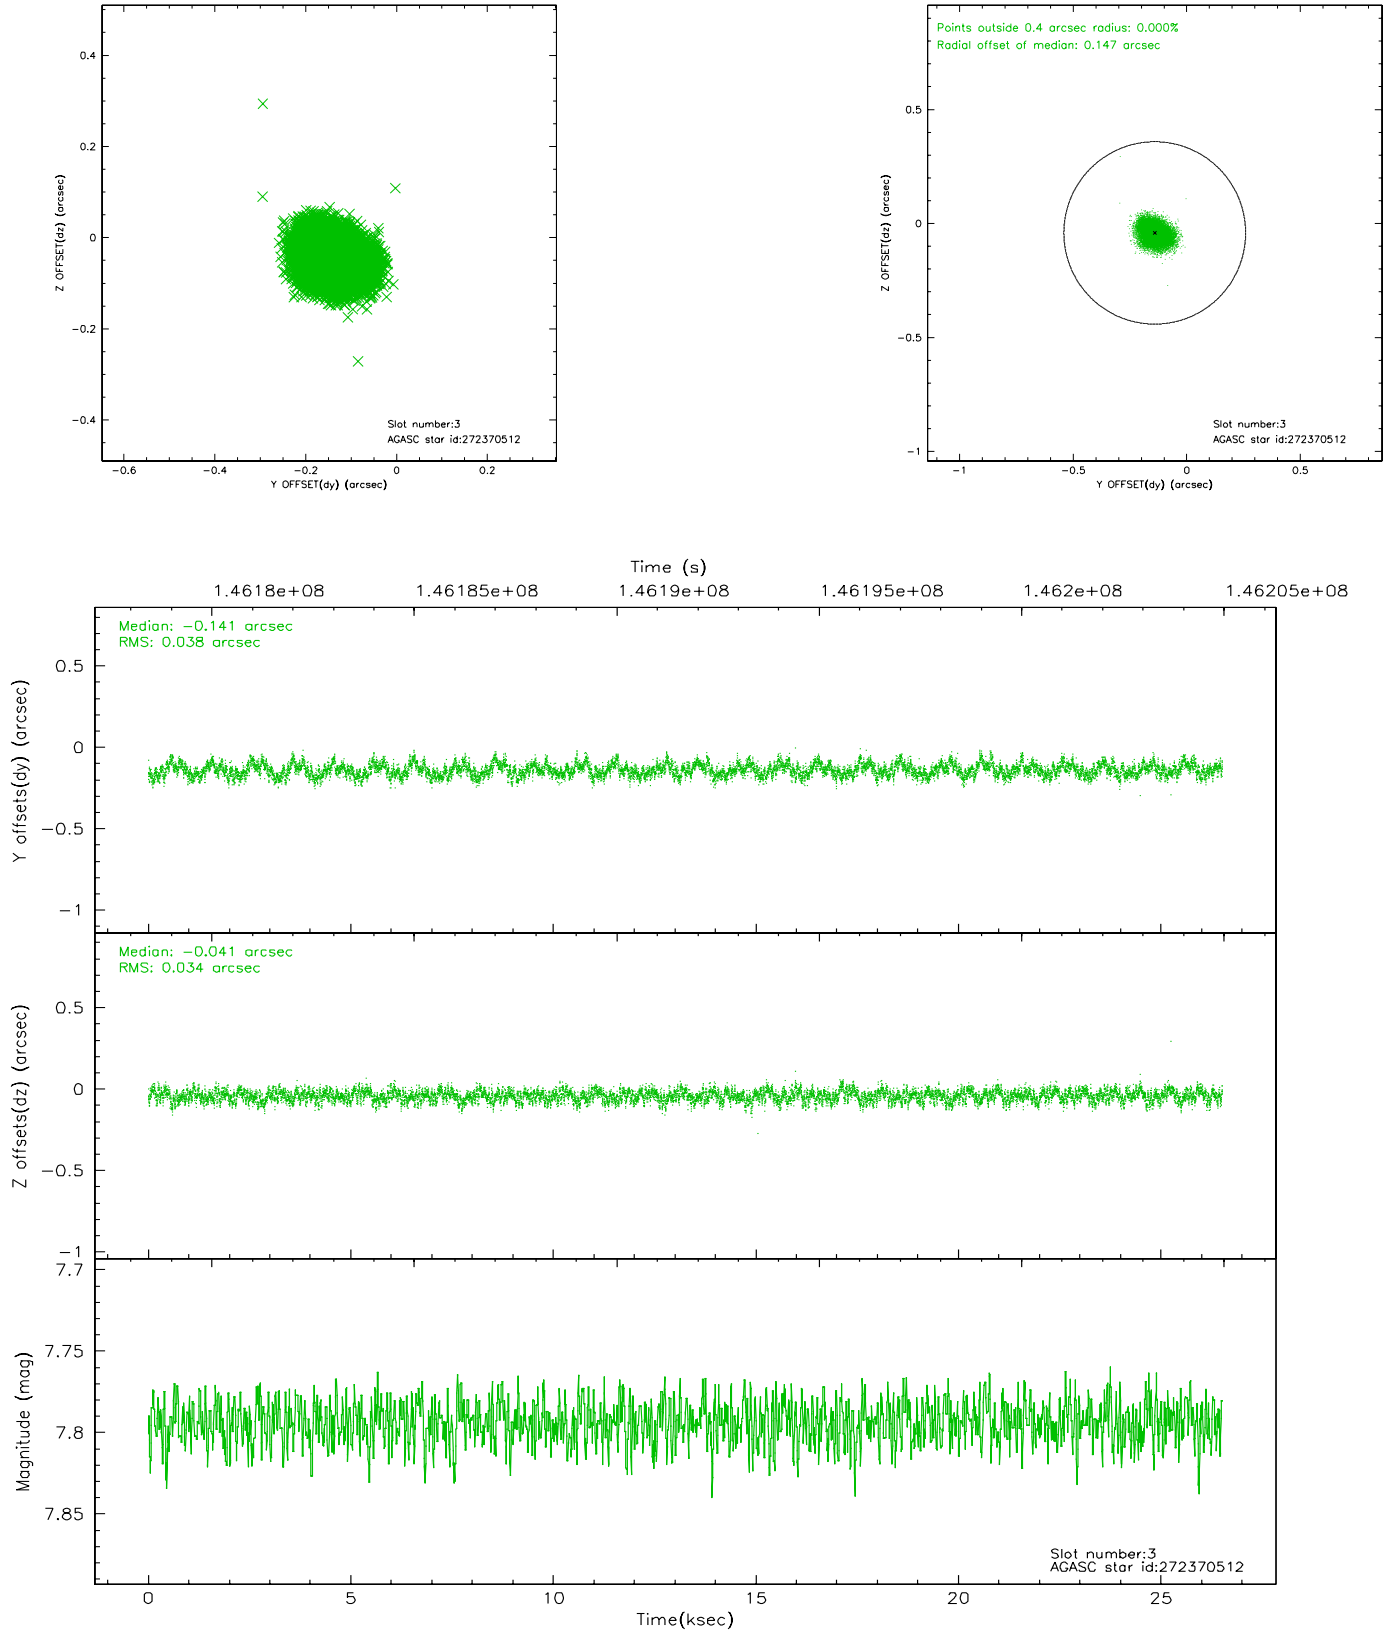 0.4
0.2
0
−0.2
−0.4
Z OFFSET(dz) (arcsec)
Slot number:3
AGASC star id:272370512
−0.6
−0.4
−0.2
0
0.2
Y OFFSET(dy) (arcsec)
Points outside 0.4 arcsec radius: 0.000%
Radial offset of median: 0.147 arcsec
0.5
0
−0.5
−1
Z OFFSET(dz) (arcsec)
Slot number:3
AGASC star id:272370512
−1
−0.5
0
0.5
Y OFFSET(dy) (arcsec)
Time (s)
1.4618e+08
1.46185e+08
1.4619e+08
1.46195e+08
1.462e+08
1.46205e+08
Median: −0.141 arcsec
RMS: 0.038 arcsec
0.5
0
−0.5
−1
Y offsets(dy) (arcsec)
Median: −0.041 arcsec
RMS: 0.034 arcsec
0.5
0
−0.5
−1
Z offsets(dz) (arcsec)
7.7
7.75
7.8
7.85
Magnitude (mag)
Slot number:3
AGASC star id:272370512
0
5
10
15
20
25
Time(ksec)